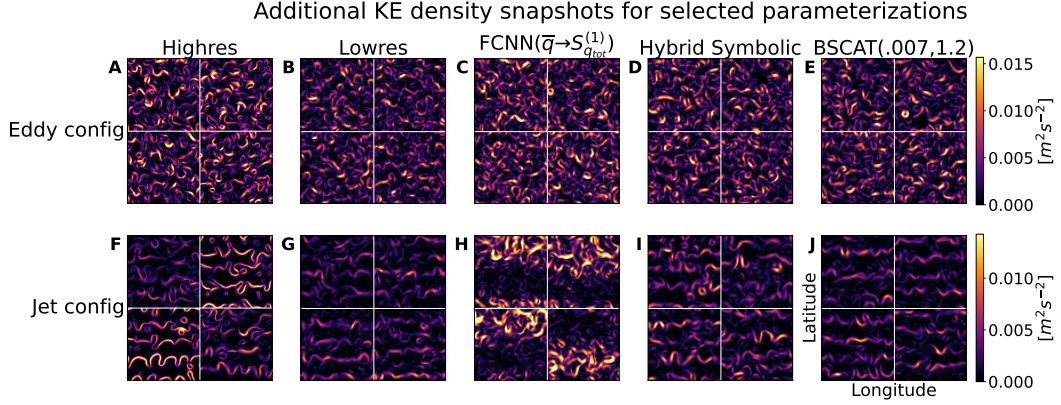 Additional KE density snapshots for selected parameterizations
Highres
Lowres
FCNN(q̅→S_{q_{tot}}^{(1)})
Hybrid Symbolic
BSCAT(.007,1.2)
A
B
C
D
E
Eddy config
0.015
0.010
0.005
0.000
[m²s⁻²]
F
G
H
I
J
Jet config
Latitude
Longitude
0.010
0.005
0.000
[m²s⁻²]